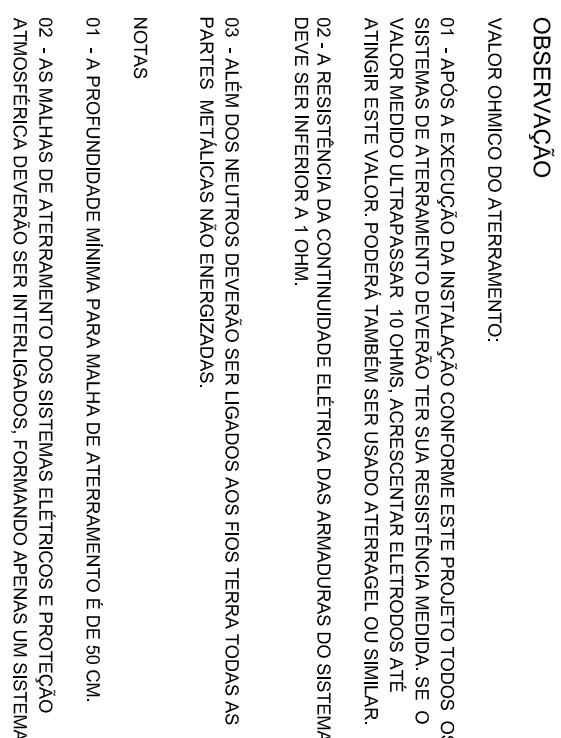 OBSERVAÇÃO
VALOR OHMICO DO ATERRAMENTO:
01 - APÓS A EXECUÇÃO DA INSTALAÇÃO CONFORME ESTE PROJETO TODOS OS
SISTEMAS DE ATERRAMENTO DEVERÃO TER SUA RESISTÊNCIA MEDIDA. SE O
VALOR MEDIDO ULTRAPASSAR 10 OHMS, ACRESCENTAR ELETRODOS ATÉ
ATINGIR ESTE VALOR. PODERÁ TAMBÉM SER USADO ATERRAGEL OU SIMILAR.
02 - A RESISTÊNCIA DA CONTINUIDADE ELÉTRICA DAS ARMADURAS DO SISTEMA
DEVE SER INFERIOR A 1 OHM.
03 - ALÉM DOS NEUTROS DEVERÃO SER LIGADOS AOS FIOS TERRA TODAS AS
PARTES METÁLICAS NÃO ENERGIZADAS.
NOTAS
01 - A PROFUNDIDADE MÍNIMA PARA MALHA DE ATERRAMENTO É DE 50 CM.
02 - AS MALHAS DE ATERRAMENTO DOS SISTEMAS ELÉTRICOS E PROTEÇÃO
ATMOSFÉRICA DEVERÃO SER INTERLIGADOS, FORMANDO APENAS UM SISTEMA